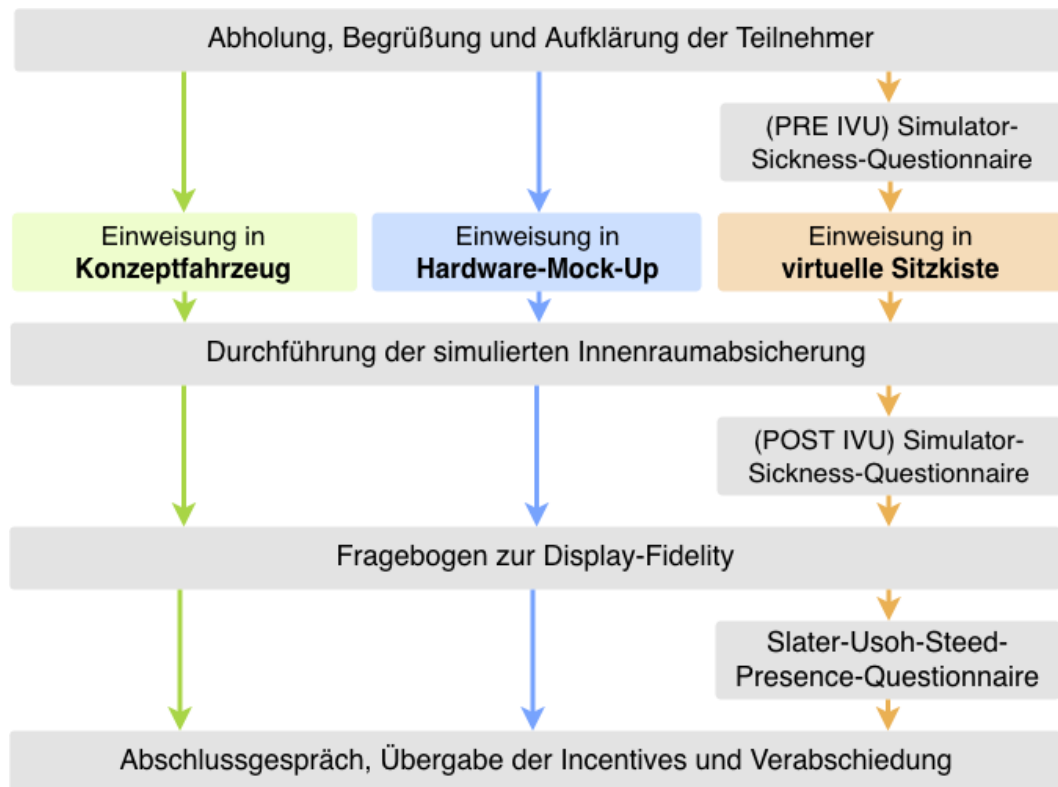 Abholung, Begrüßung und Aufklärung der Teilnehmer
(PRE IVU) Simulator-
Sickness-Questionnaire
Einweisung in
Konzeptfahrzeug
Einweisung in
Hardware-Mock-Up
Einweisung in
virtuelle Sitzkiste
Durchführung der simulierten Innenraumabsicherung
(POST IVU) Simulator-
Sickness-Questionnaire
Fragebogen zur Display-Fidelity
Slater-Usoh-Steed-
Presence-Questionnaire
Abschlussgespräch, Übergabe der Incentives und Verabschiedung